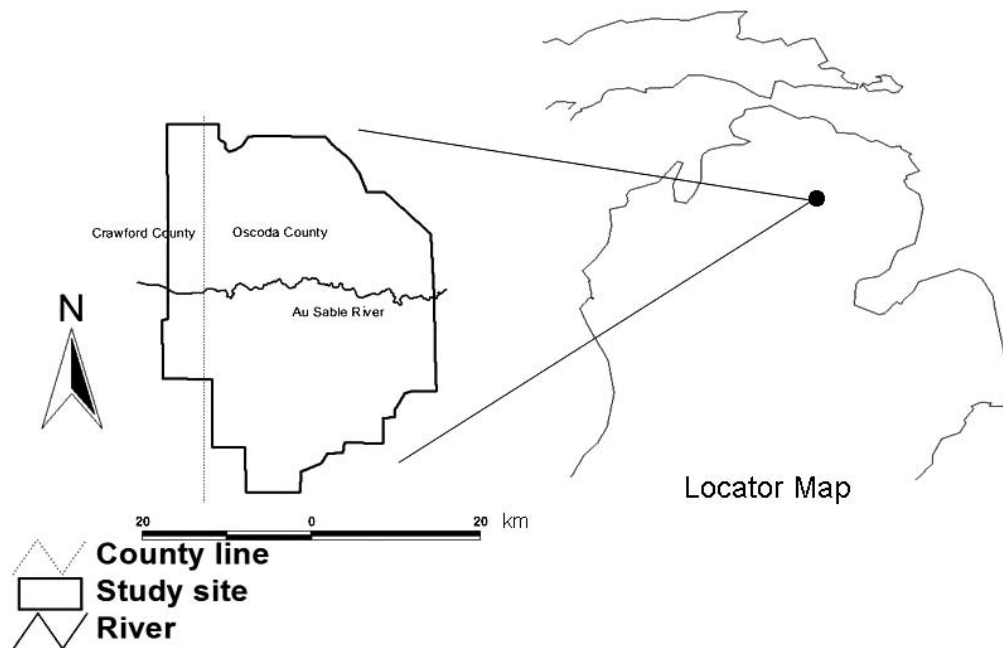 Crawford County
Oscoda County
Au Sable River
N
Locator Map
20 0 20 km
County line
Study site
River